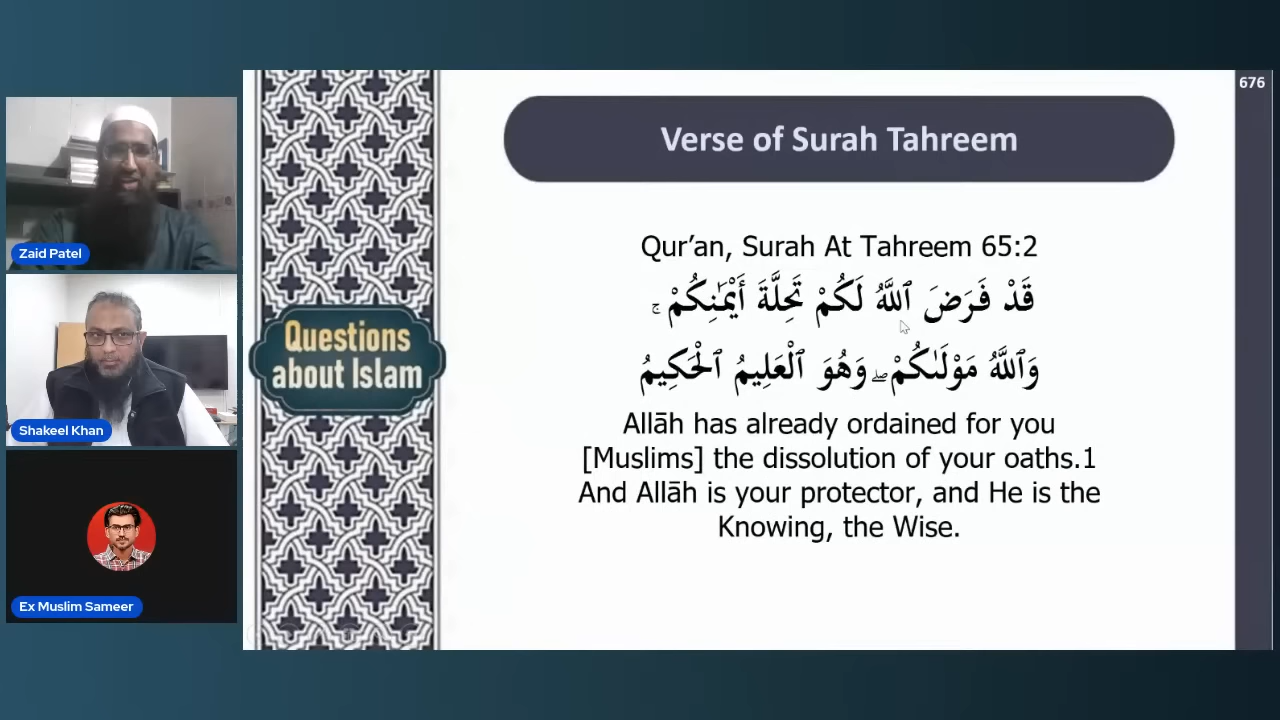 Zaid Patel
Shakeel Khan
Ex Muslim Sameer
Questions
about Islam
676
Verse of Surah Tahreem
Qur’an, Surah At Tahreem 65:2
قَدْ فَرَضَ ٱللَّهُ لَكُمْ تَحِلَّةَ أَيْمَـٰنِكُمْ ۚ
وَٱللَّهُ مَوْلَىٰكُمْ ۖ وَهُوَ ٱلْعَلِيمُ ٱلْحَكِيمُ
Allāh has already ordained for you
[Muslims] the dissolution of your oaths.1
And Allāh is your protector, and He is the
Knowing, the Wise.